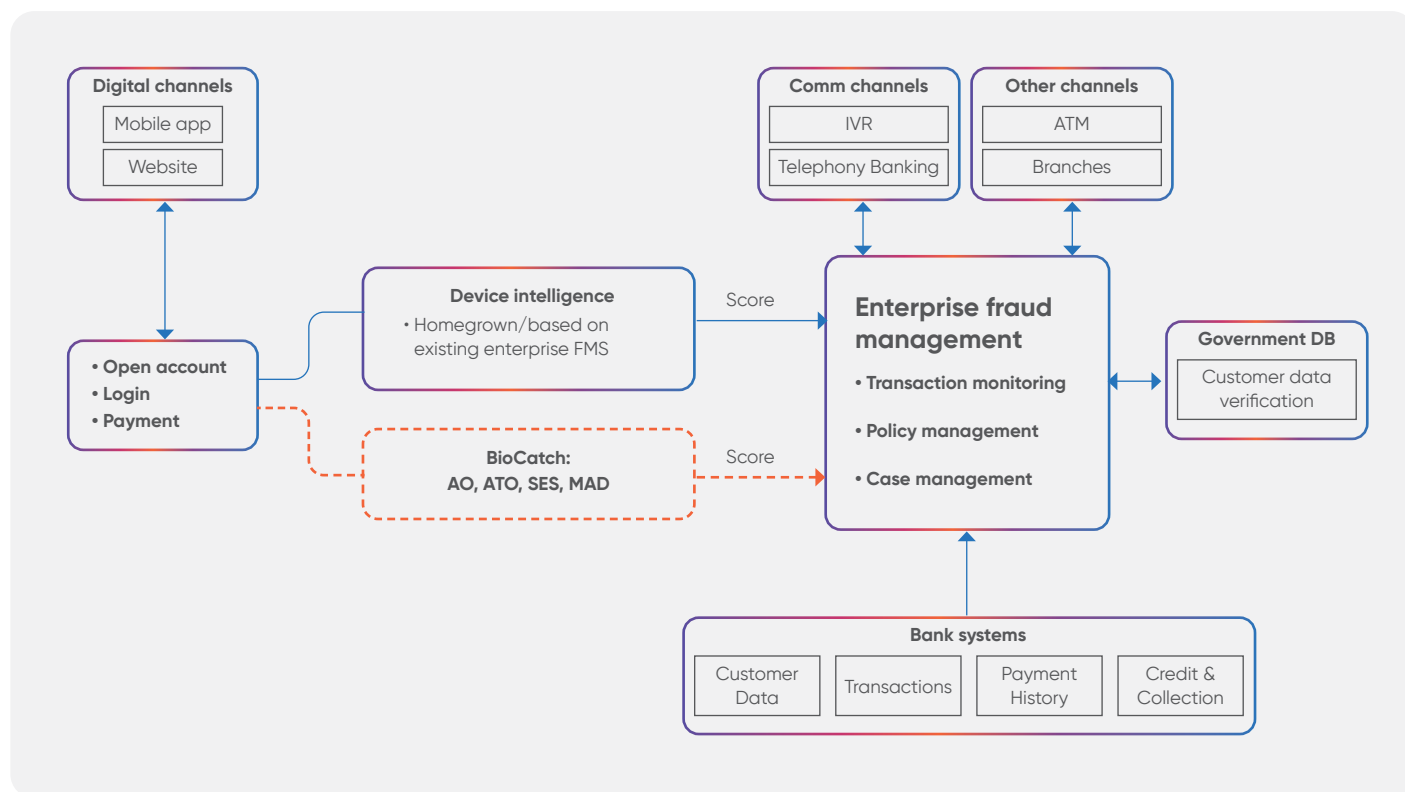 Digital channels
Mobile app
Website
Comm channels
IVR
Telephony Banking
Other channels
ATM
Branches
• Open account
• Login
• Payment
Device intelligence
• Homegrown/based on
existing enterprise FMS
Score
BioCatch:
AO, ATO, SES, MAD
Score
Enterprise fraud
management
• Transaction monitoring
• Policy management
• Case management
Government DB
Customer data
verification
Bank systems
Customer
Data
Transactions
Payment
History
Credit &
Collection